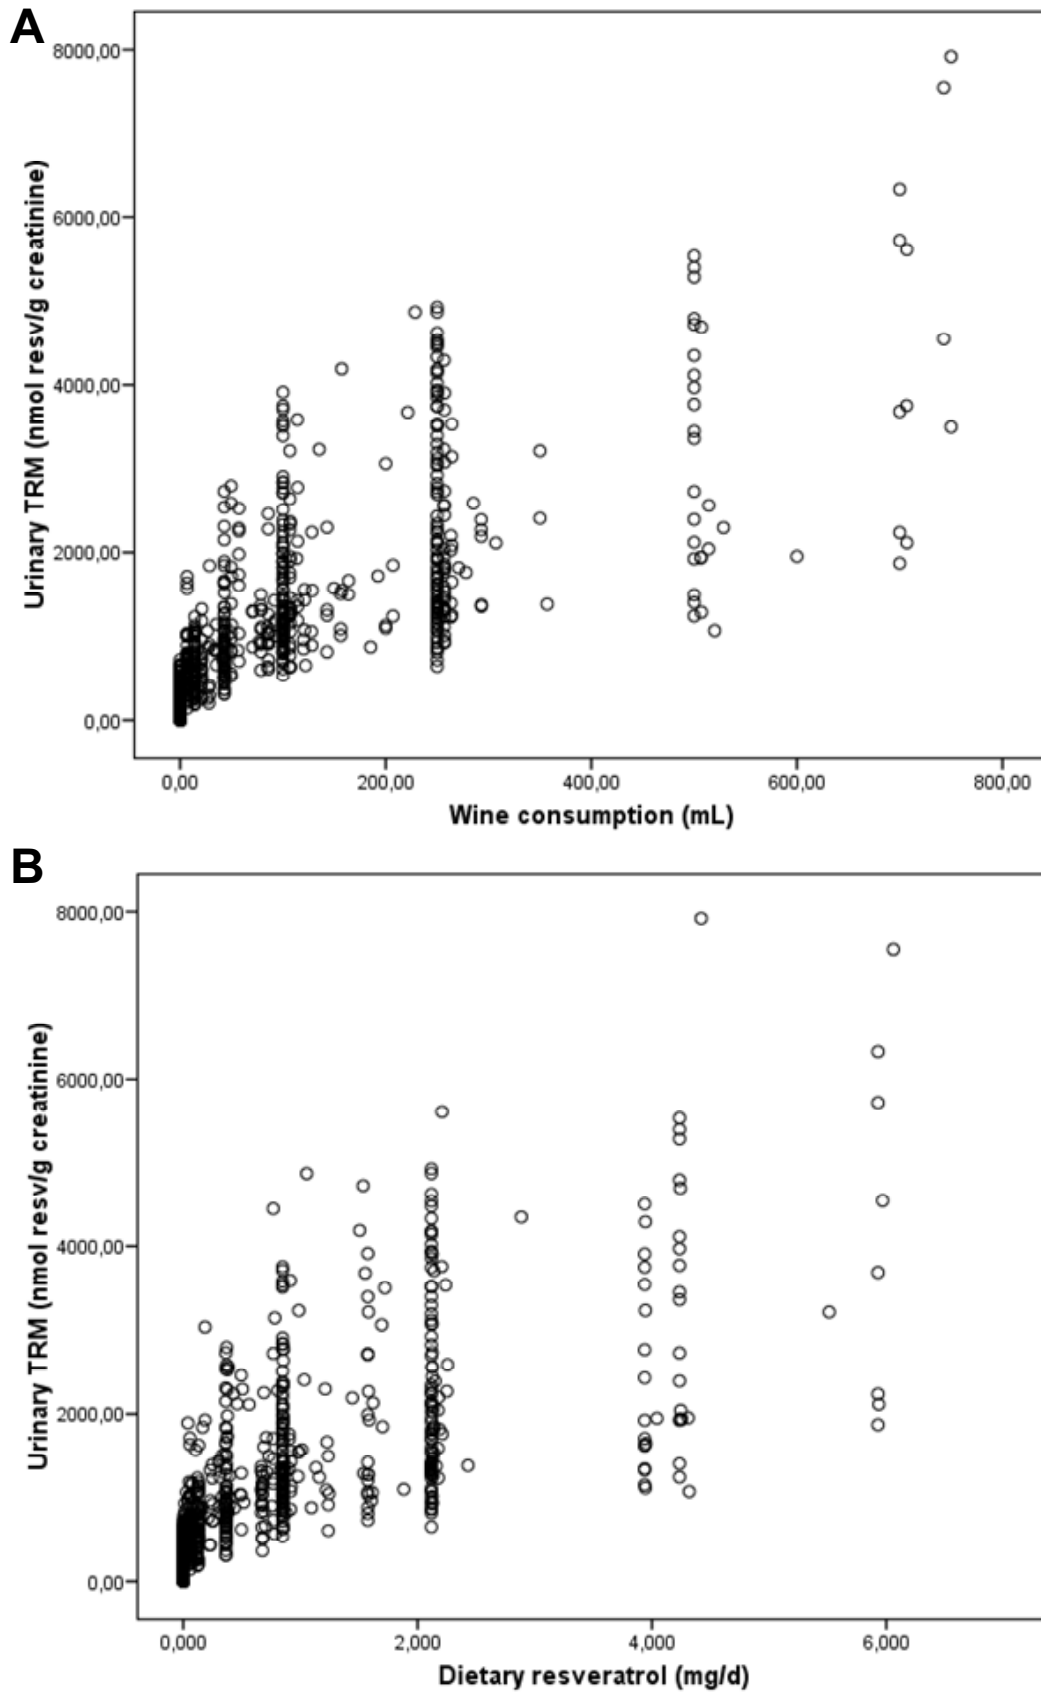 A
Urinary TRM (nmol resv/g creatinine)
8000,00
6000,00
4000,00
2000,00
0,00
0,00 200,00 400,00 600,00 800,00
Wine consumption (mL)
B
Urinary TRM (nmol resv/g creatinine)
8000,00
6000,00
4000,00
2000,00
0,00
0,000 2,000 4,000 6,000
Dietary resveratrol (mg/d)